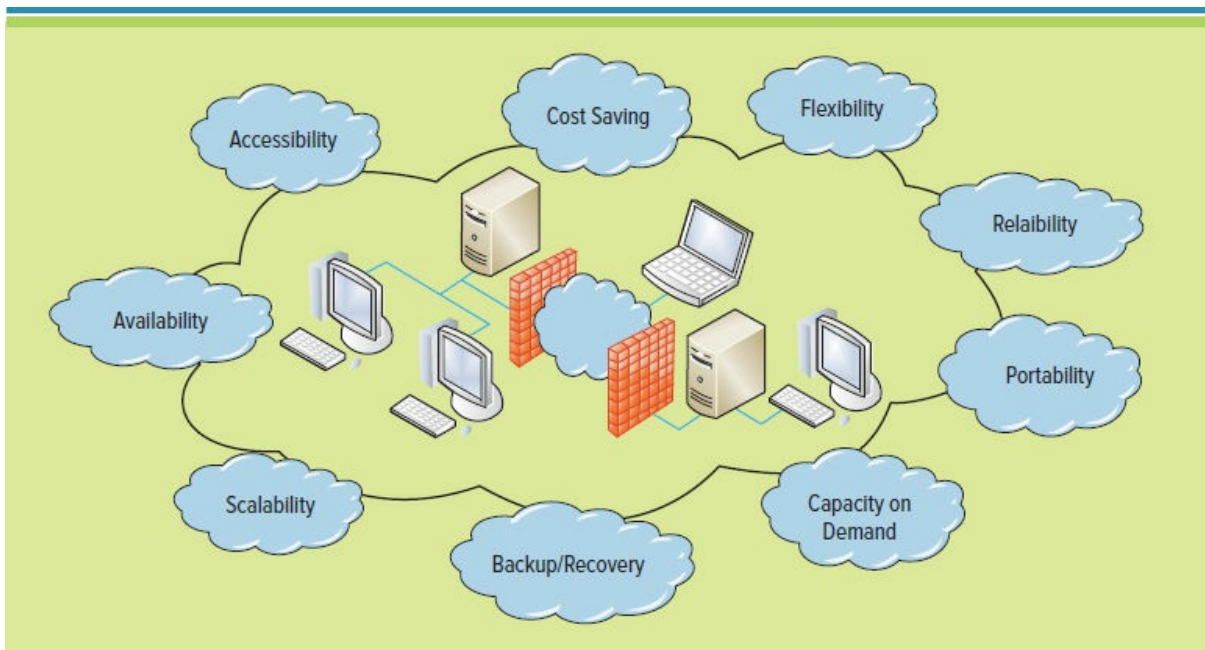 Cost Saving
Flexibility
Accessibility
Relaibility
Availability
Portability
Scalability
Capacity on
Demand
Backup/Recovery